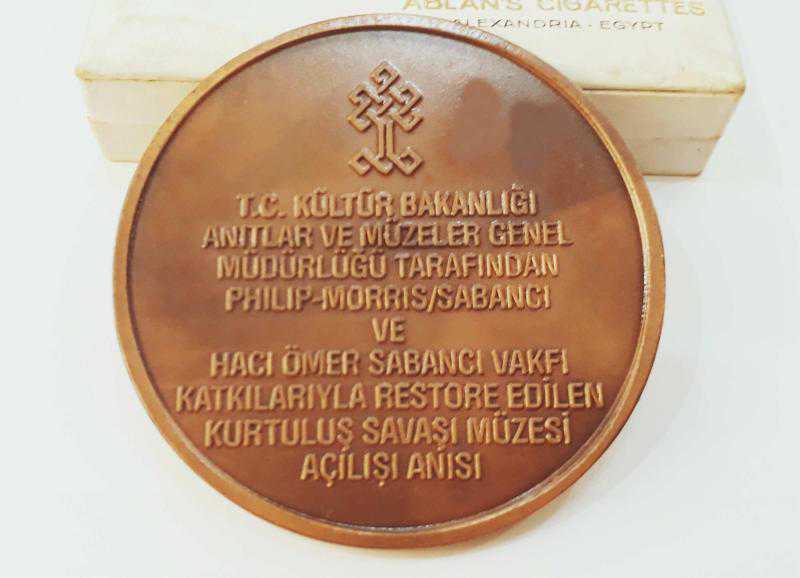 ABLAN'S CIGARETTES
ALEXANDRIA - EGYPT
T.C. KÜLTÜR BAKANLIĞI
ANITLAR VE MÜZELER GENEL
MÜDÜRLÜĞÜ TARAFINDAN
PHILIP-MORRIS/SABANCI
VE
HACI ÖMER SABANCI VAKFI
KATKILARIYLA RESTORE EDİLEN
KURTULUŞ SAVAŞI MÜZESİ
AÇILIŞI ANISI